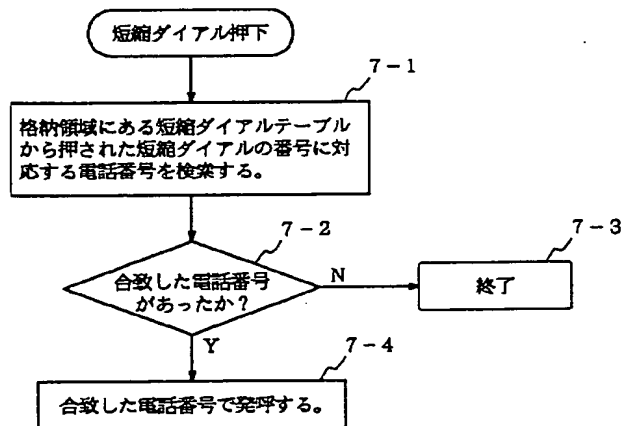 短縮ダイアル押下
7-1
格納領域にある短縮ダイアルテーブル
から押された短縮ダイアルの番号に対
応する電話番号を検索する。
7-2
合致した電話番号
があったか?
N
7-3
終了
Y
7-4
合致した電話番号で発呼する。